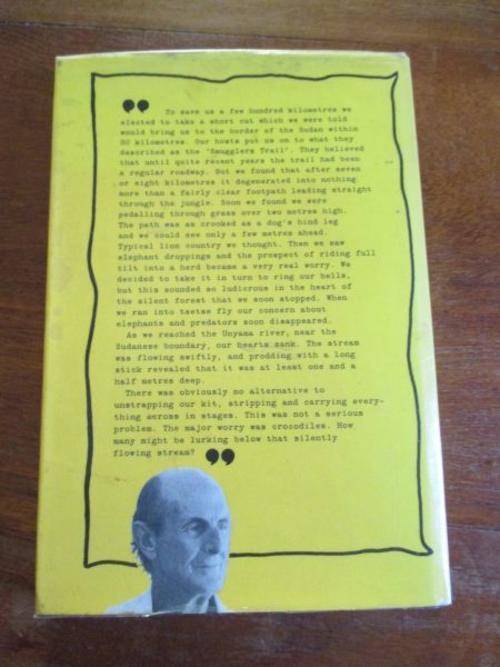 “ To save us a few hundred kilometres we
elected to take a short cut which we were told
would bring us to the border of the Sudan within
80 kilometres. Our hosts put us on to what they
described as the 'Smugglers Trail'. They believed
that until quite recent years the trail had been
a regular roadway. But we found that after seven
or eight kilometres it degenerated into nothing
more than a fairly clear footpath leading straight
through the jungle. Soon we found we were
pedalling through grass over two metres high.
The path was as crooked as a dog's hind leg
and we could see only a few metres ahead.
Typical lion country we thought. Then we saw
elephant droppings and the prospect of riding full
tilt into a herd became a very real worry. We
decided to take it in turn to ring our bells,
but this sounded so ludicrous in the heart of
the silent forest that we soon stopped. When
we ran into tsetse fly our concern about
elephants and predators soon disappeared.
As we reached the Unyama river, near the
Sudanese boundary, our hearts sank. The stream
was flowing swiftly, and prodding with a long
stick revealed that it was at least one and a
half metres deep.
There was obviously no alternative to
unstrapping our kit, stripping and carrying every-
thing across in stages. This was not a serious
problem. The major worry was crocodiles. How
many might be lurking below that silently
flowing stream? ”